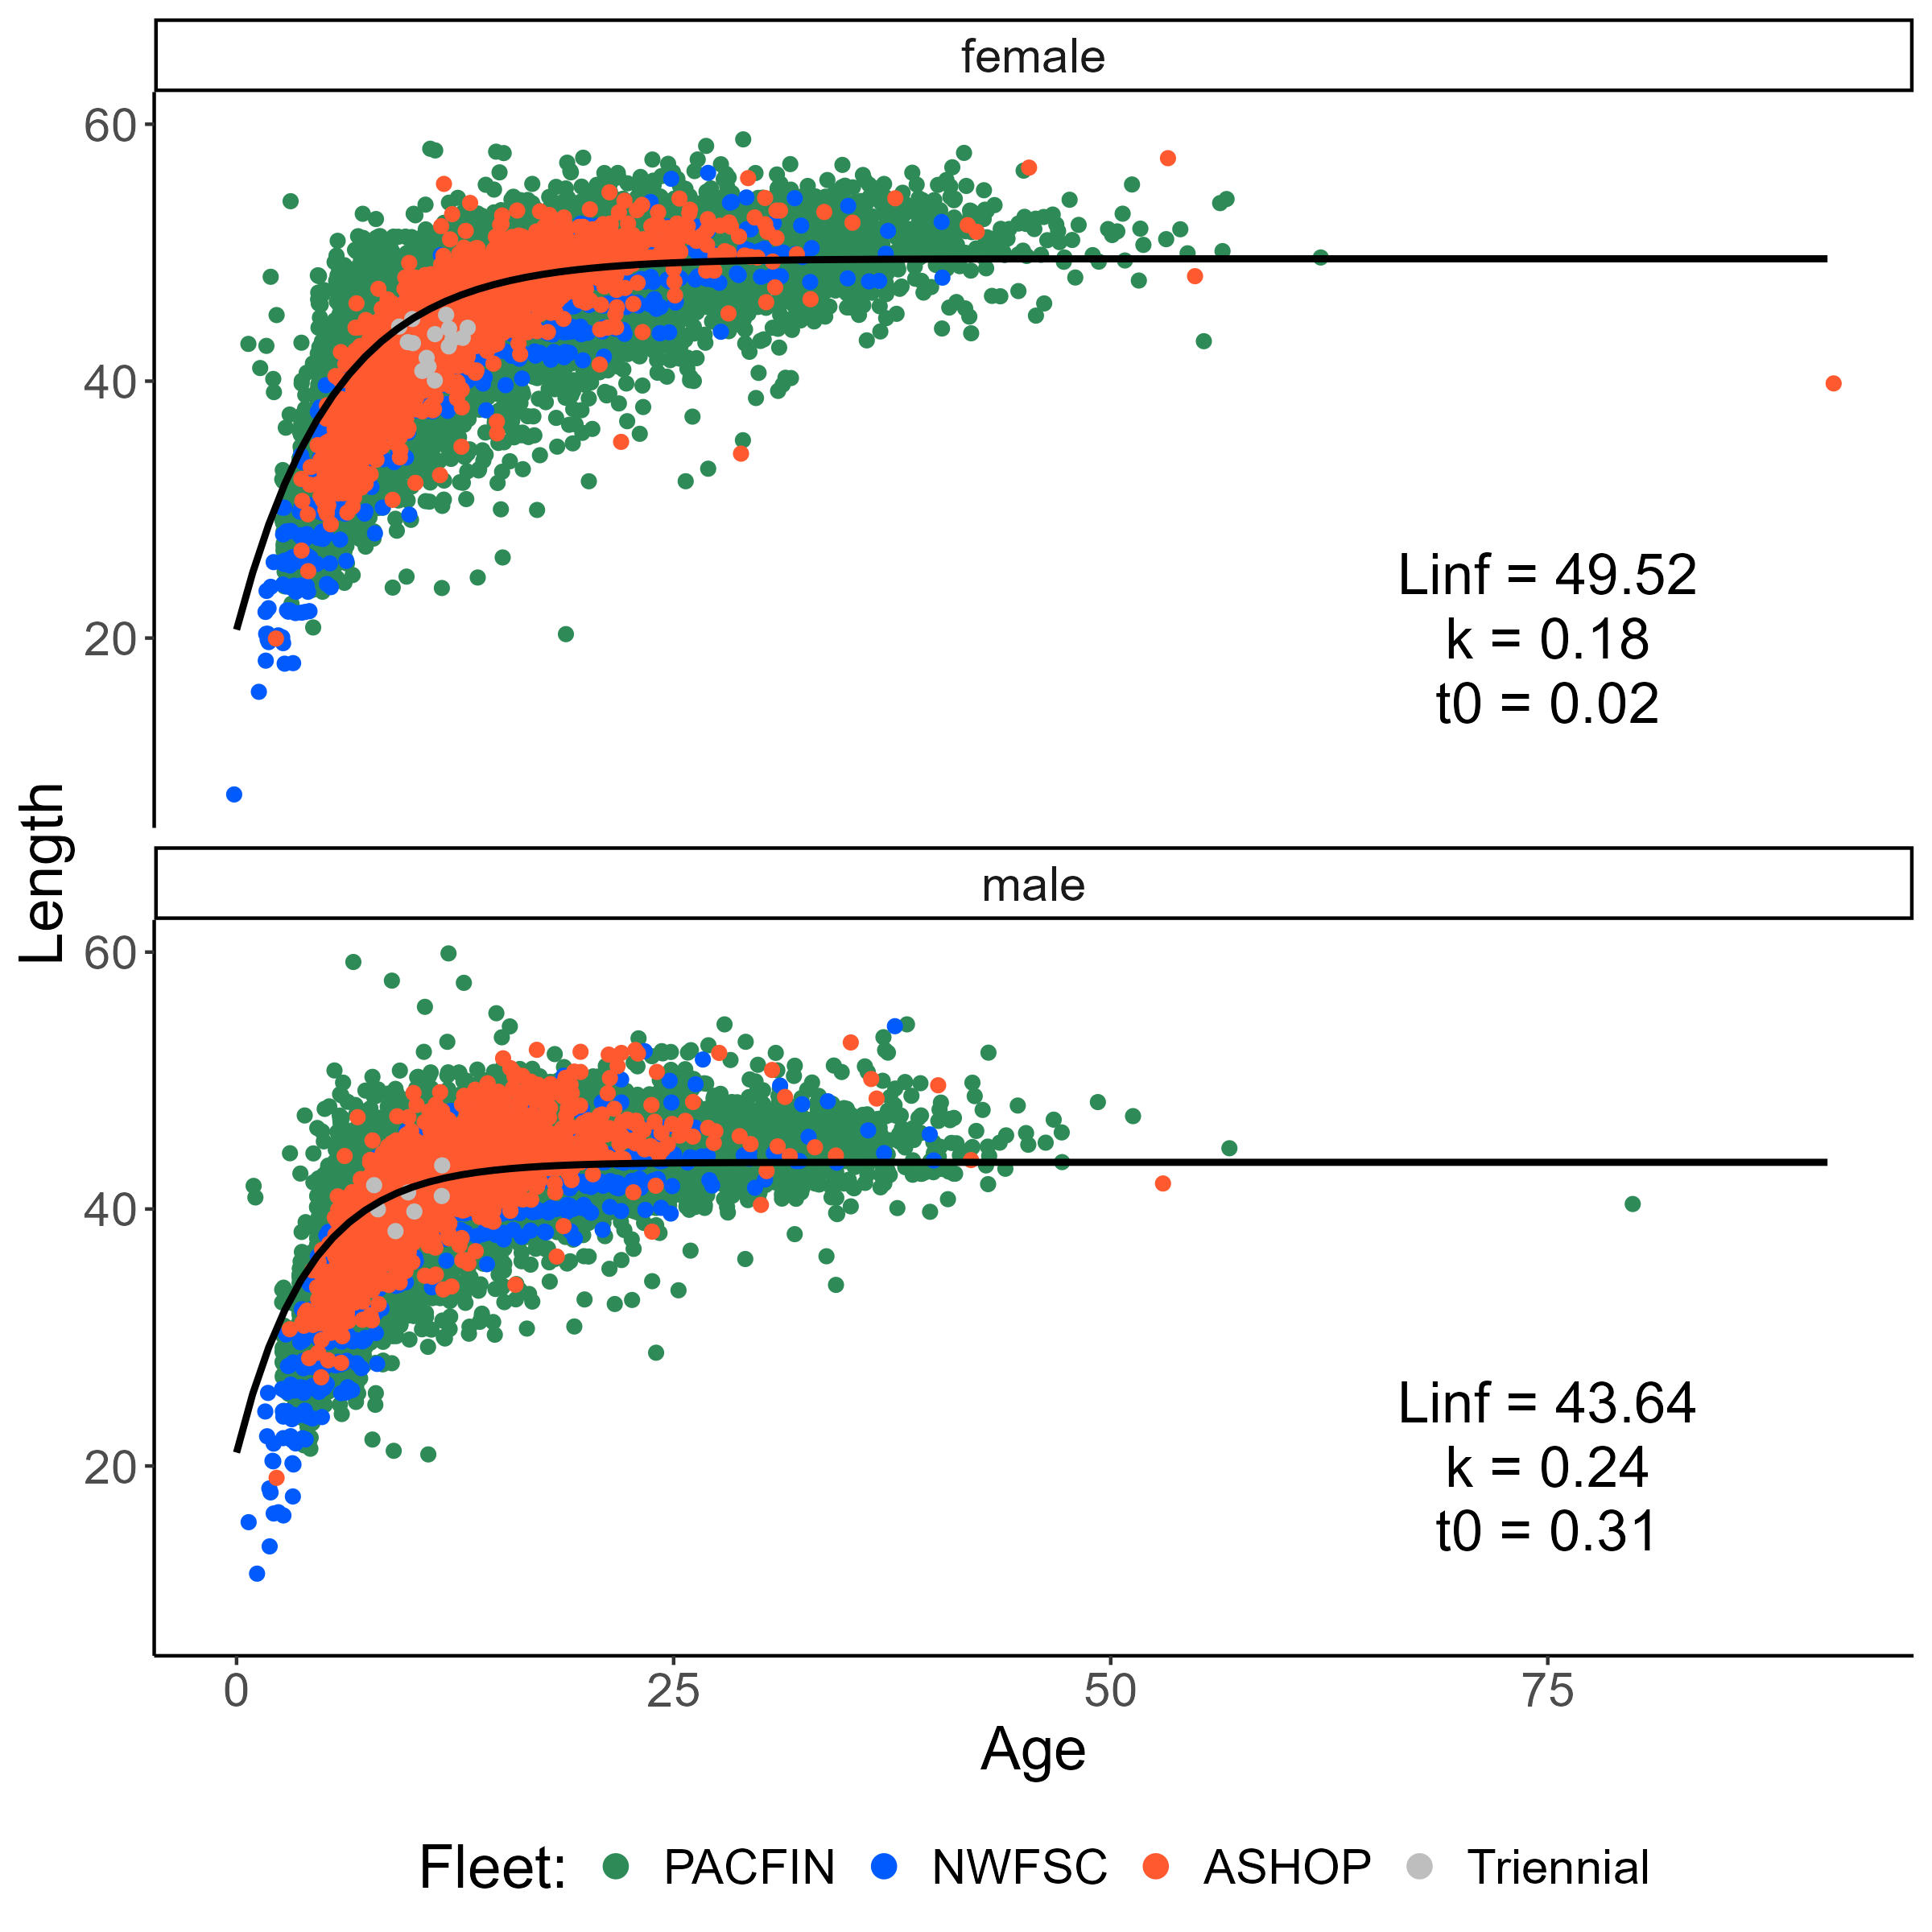 female
60
40
20
Linf = 49.52
k = 0.18
t0 = 0.02
Length
male
60
40
20
Linf = 43.64
k = 0.24
t0 = 0.31
0 25 50 75
Age
Fleet: PACFIN NWFSC ASHOP Triennial